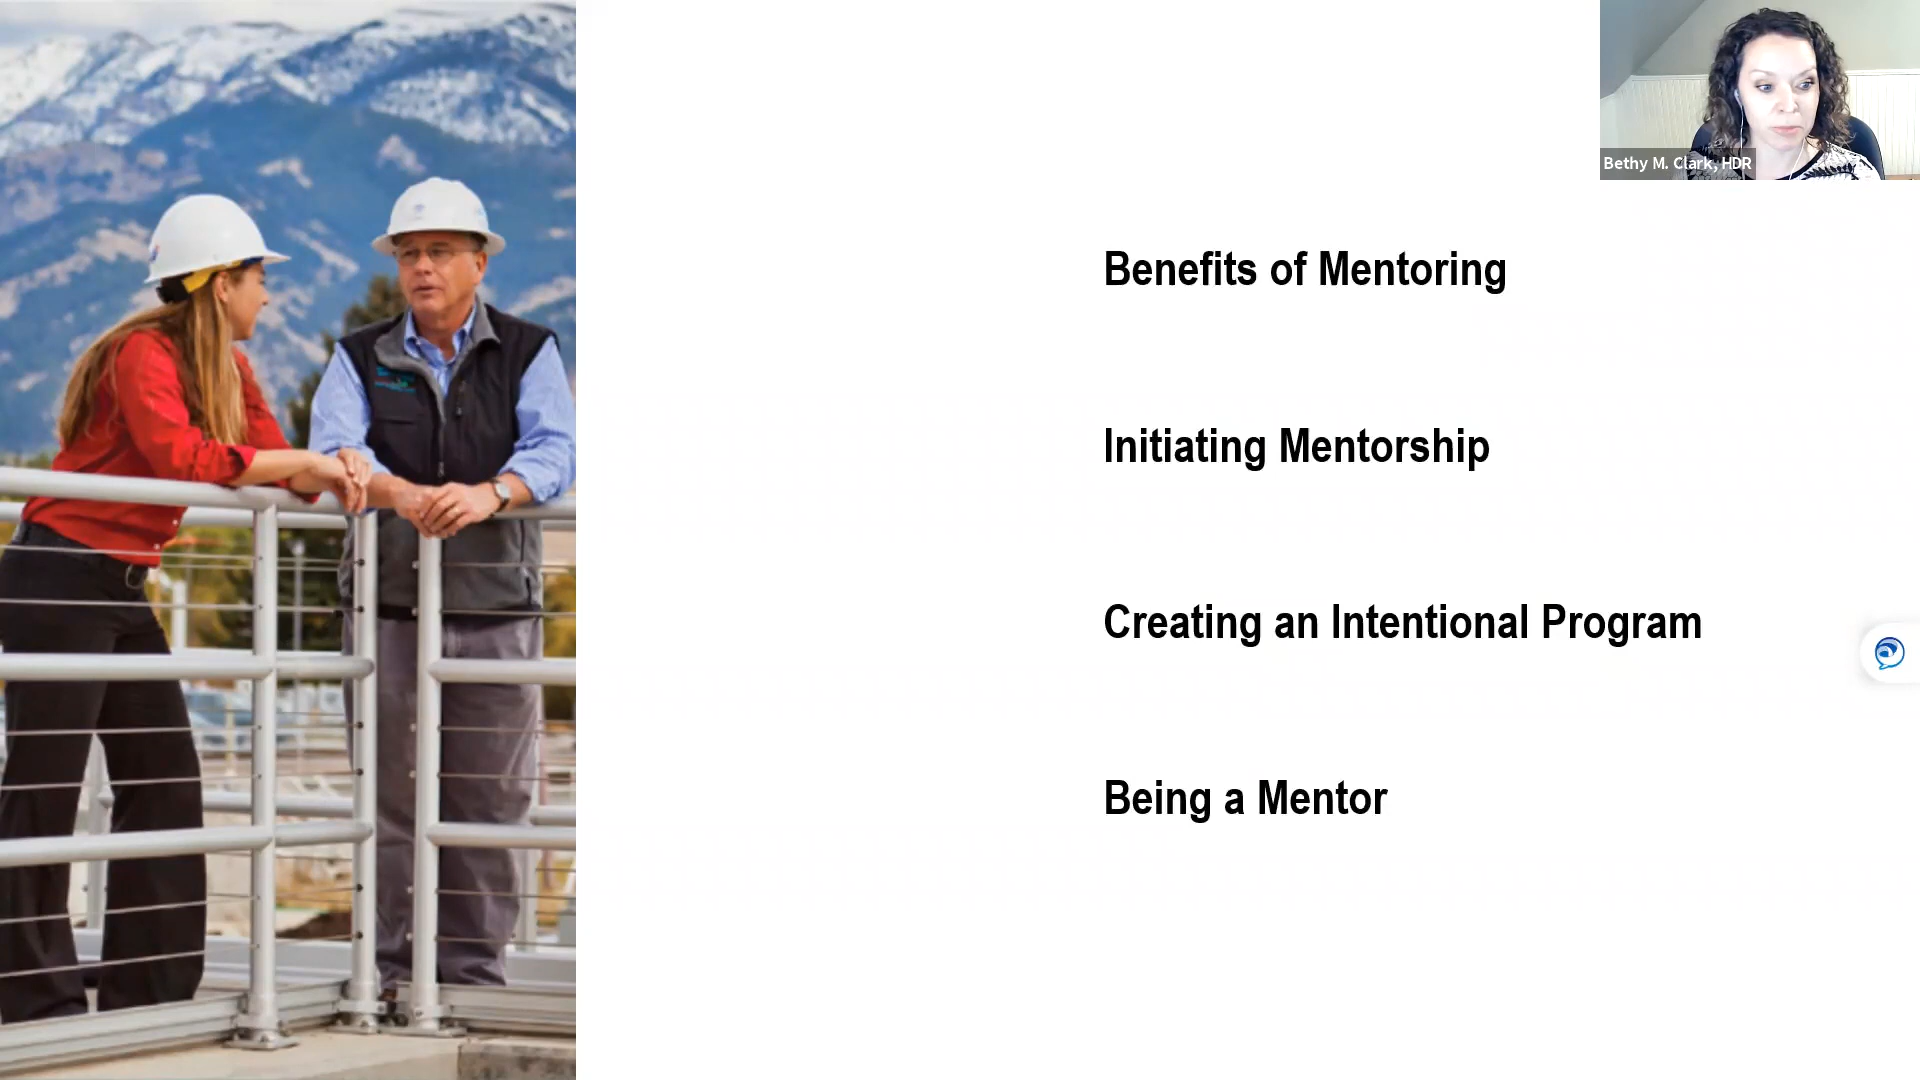 Bethy M. Clark, HDR
Benefits of Mentoring
Initiating Mentorship
Creating an Intentional Program
Being a Mentor